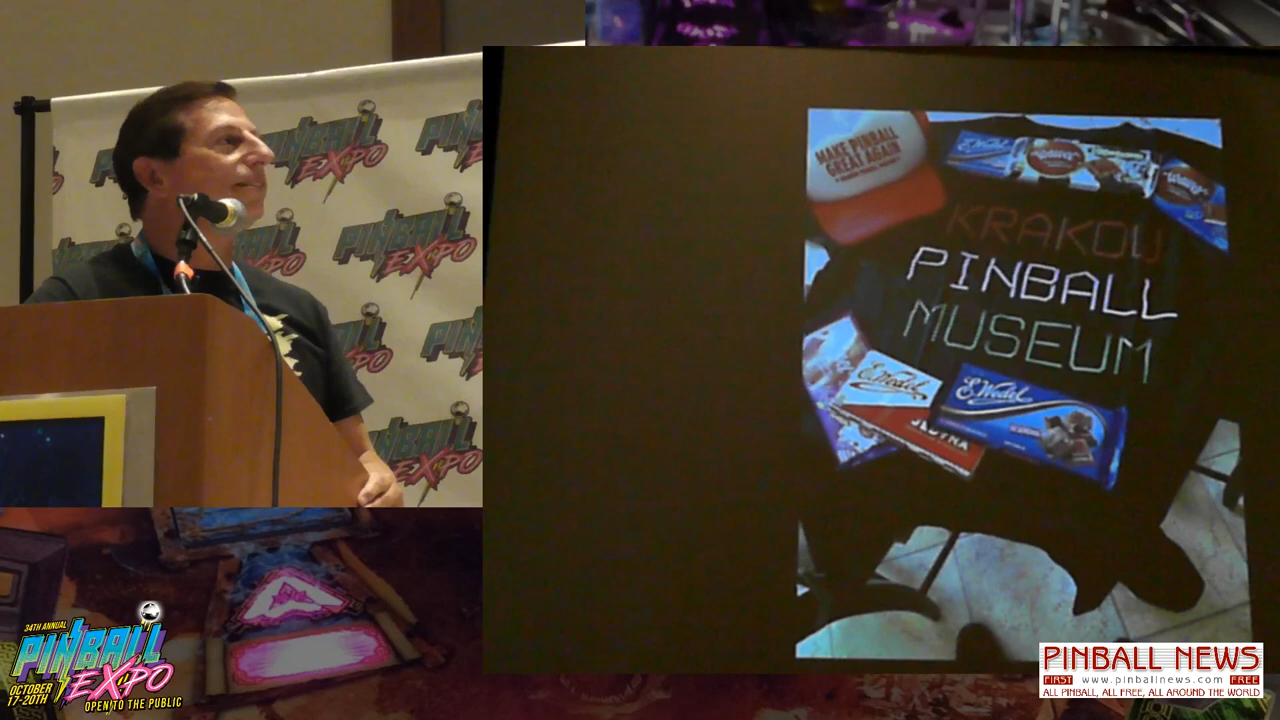 PINBALL
EXPO
MAKE PINBALL
GREAT AGAIN
E.Wedel
KRAKOW
PINBALL
MUSEUM
E.Wedel
E.Wedel
34TH ANNUAL
PINBALL
EXPO
OCTOBER
17-20TH
OPEN TO THE PUBLIC
PINBALL NEWS
FIRST www.pinballnews.com FREE
ALL PINBALL, ALL FREE, ALL AROUND THE WORLD